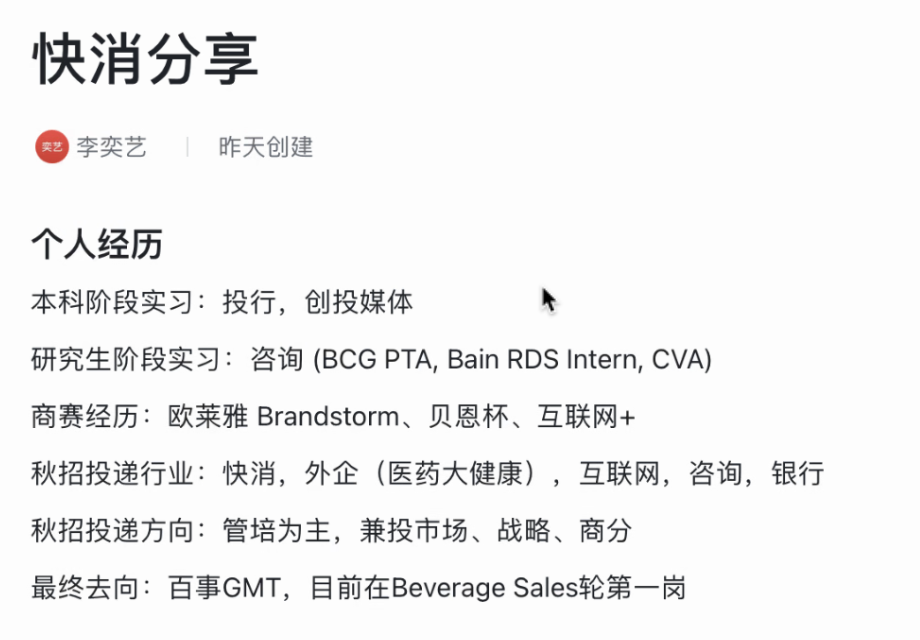 快消分享
奕艺 李奕艺 | 昨天创建
个人经历
本科阶段实习：投行，创投媒体
研究生阶段实习：咨询 (BCG PTA, Bain RDS Intern, CVA)
商赛经历：欧莱雅 Brandstorm、贝恩杯、互联网+
秋招投递行业：快消，外企（医药大健康），互联网，咨询，银行
秋招投递方向：管培为主，兼投市场、战略、商分
最终去向：百事GMT，目前在Beverage Sales轮第一岗